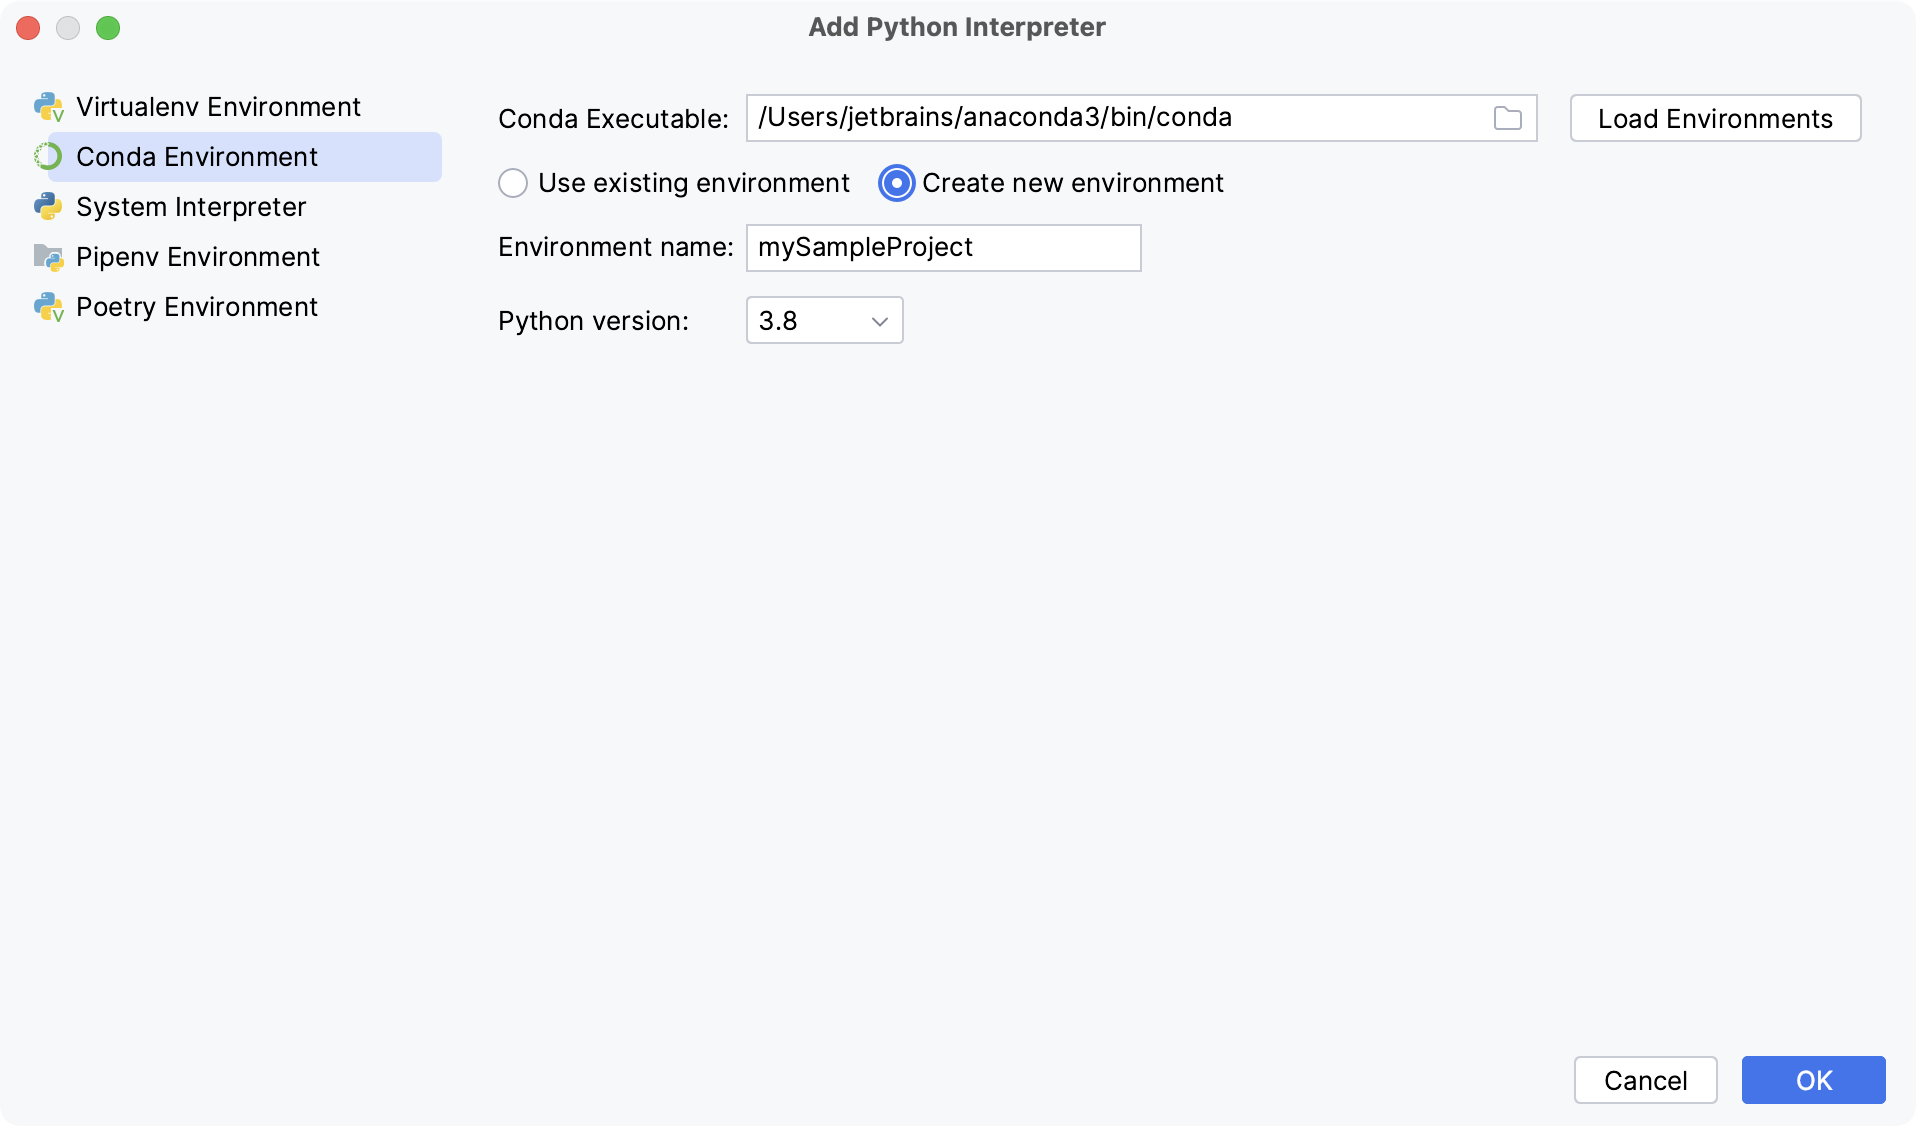 Add Python Interpreter
Virtualenv Environment
Conda Environment
System Interpreter
Pipenv Environment
Poetry Environment
Conda Executable: /Users/jetbrains/anaconda3/bin/conda Load Environments
Use existing environment Create new environment
Environment name: mySampleProject
Python version: 3.8
Cancel OK